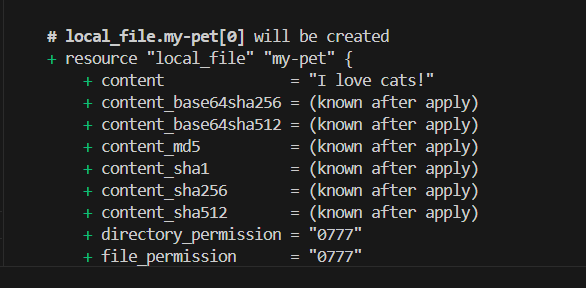 # local_file.my-pet[0] will be created
+ resource "local_file" "my-pet" {
+ content = "I love cats!"
+ content_base64sha256 = (known after apply)
+ content_base64sha512 = (known after apply)
+ content_md5 = (known after apply)
+ content_sha1 = (known after apply)
+ content_sha256 = (known after apply)
+ content_sha512 = (known after apply)
+ directory_permission = "0777"
+ file_permission = "0777"